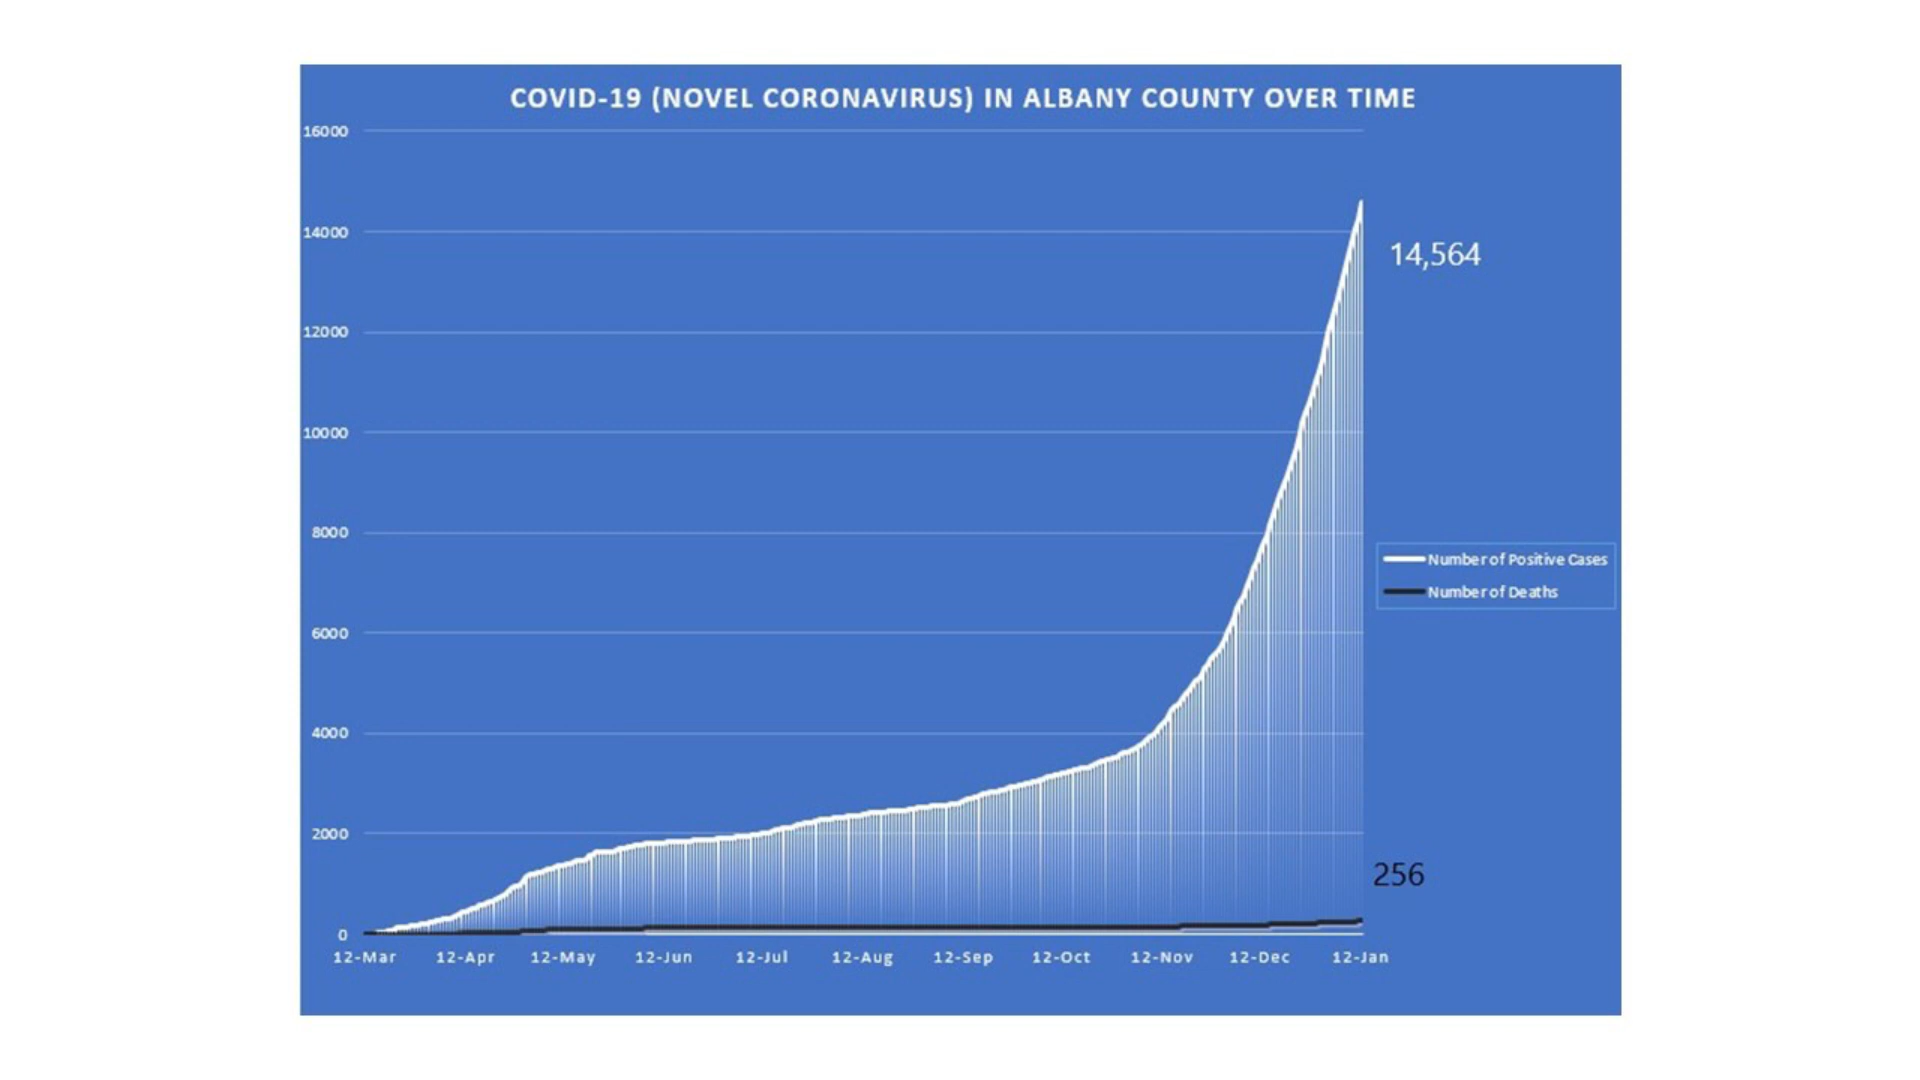 COVID-19 (NOVEL CORONAVIRUS) IN ALBANY COUNTY OVER TIME
16000
14000
14,564
12000
10000
8000
Number of Positive Cases
Number of Deaths
6000
4000
2000
256
0
12-Mar 12-Apr 12-May 12-Jun 12-Jul 12-Aug 12-Sep 12-Oct 12-Nov 12-Dec 12-Jan